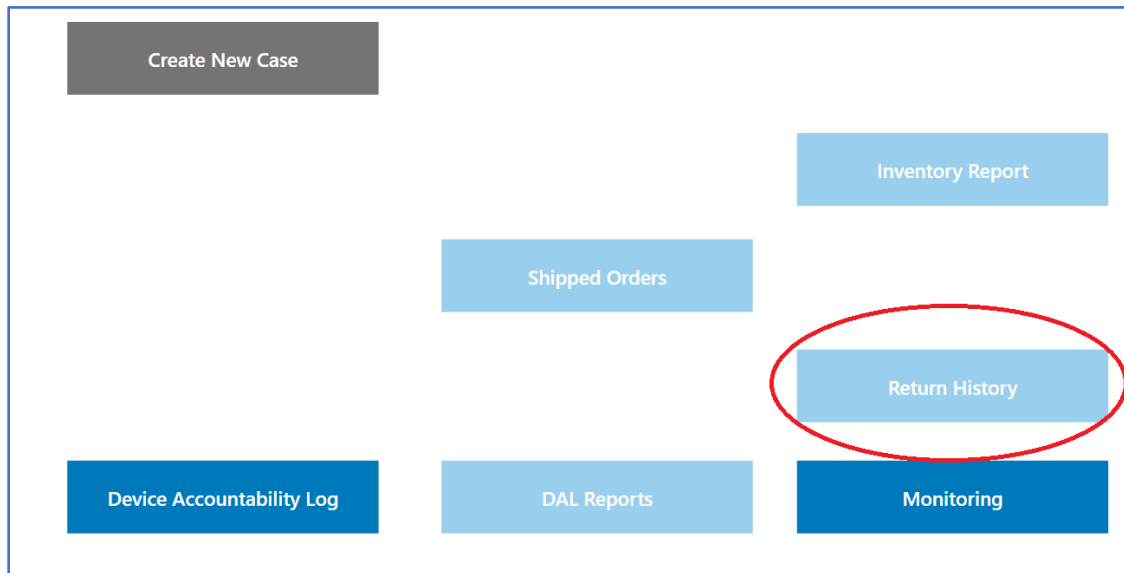 Create New Case
Inventory Report
Shipped Orders
Return History
Device Accountability Log
DAL Reports
Monitoring